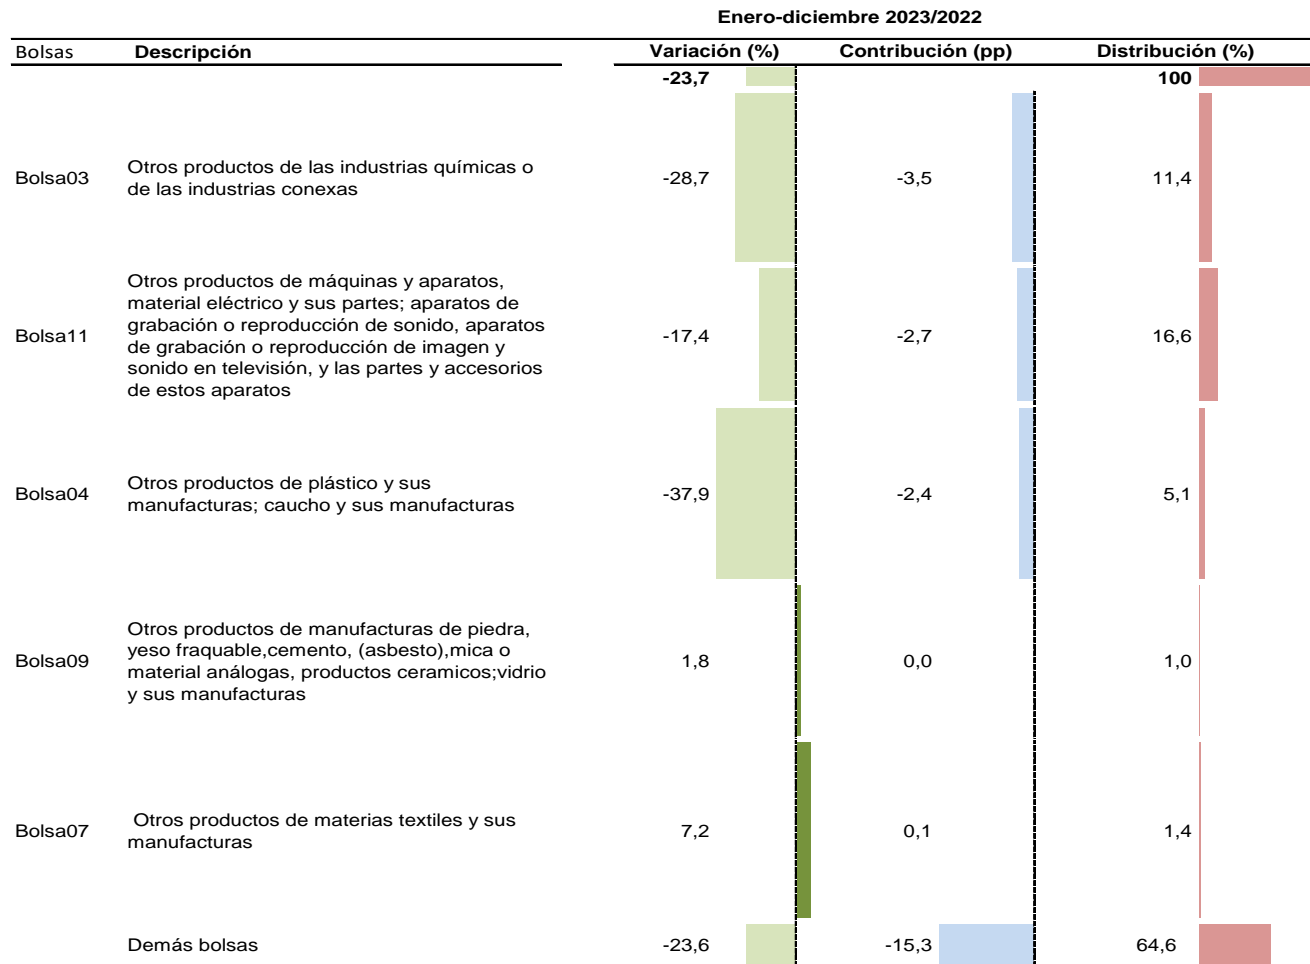 Enero-diciembre 2023/2022
Bolsas Descripción Variación (%) Contribución (pp) Distribución (%)
-23,7 100
Bolsa03 Otros productos de las industrias químicas o
de las industrias conexas -28,7 -3,5 11,4
Otros productos de máquinas y aparatos,
material eléctrico y sus partes; aparatos de
grabación o reproducción de sonido, aparatos
Bolsa11 de grabación o reproducción de imagen y -17,4 -2,7 16,6
sonido en televisión, y las partes y accesorios
de estos aparatos
Bolsa04 Otros productos de plástico y sus
manufacturas; caucho y sus manufacturas -37,9 -2,4 5,1
Otros productos de manufacturas de piedra,
yeso fraquable,cemento, (asbesto),mica o
Bolsa09 material análogas, productos ceramicos;vidrio 1,8 0,0 1,0
y sus manufacturas
Bolsa07 Otros productos de materias textiles y sus
manufacturas 7,2 0,1 1,4
Demás bolsas -23,6 -15,3 64,6